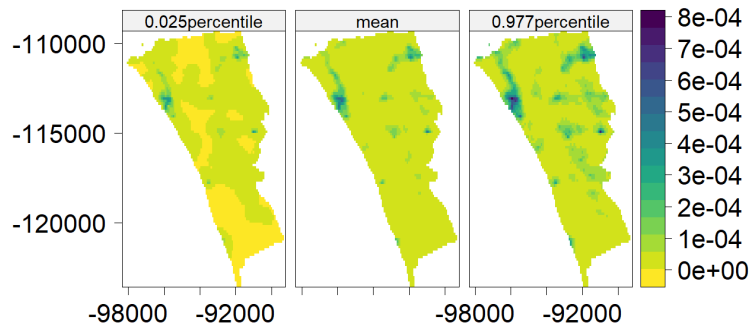 0.025percentile
mean
0.977percentile
-110000
-115000
-120000
-98000
-92000
-98000
-92000
8e-04
7e-04
6e-04
5e-04
4e-04
3e-04
2e-04
1e-04
0e+00